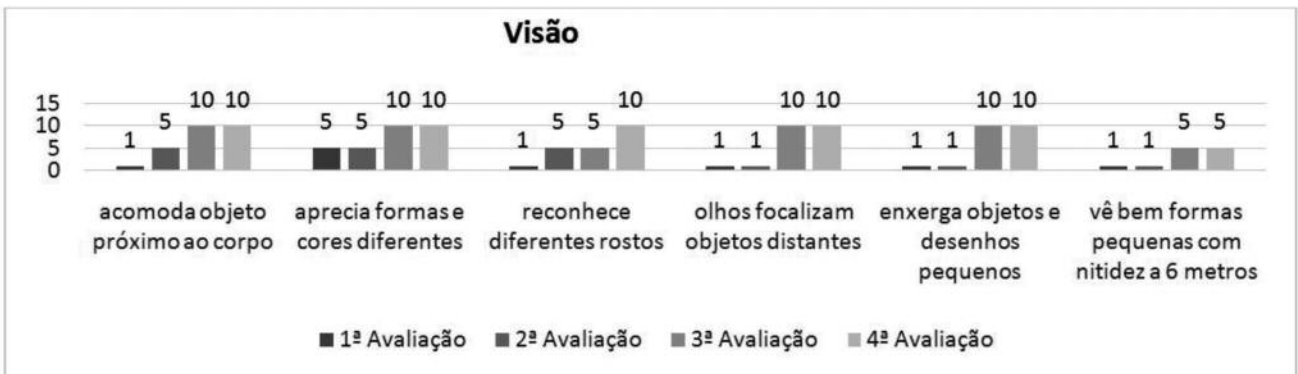 Visão
15
10
5
0
1 5 10 10
5 5 10 10
1 5 5 10
1 1 10 10
1 1 10 10
1 1 5 5
acomoda objeto
próximo ao corpo
aprecia formas e
cores diferentes
reconhece
diferentes rostos
olhos focalizam
objetos distantes
enxerga objetos e
desenhos
pequenos
vê bem formas
pequenas com
nitidez a 6 metros
1ª Avaliação 2ª Avaliação 3ª Avaliação 4ª Avaliação